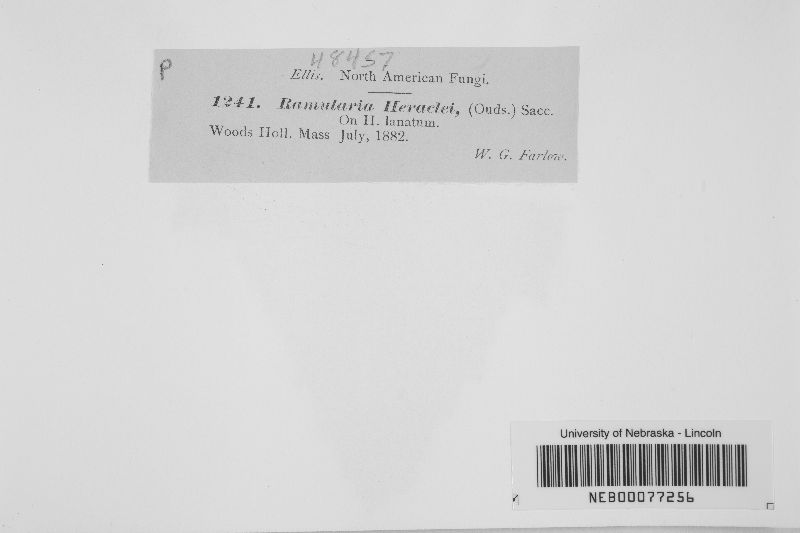 48457
P
Ellis. North American Fungi.
1241. Ramularia Heraclei, (Ouds.) Sacc.
On H. lanatum.
Woods Holl. Mass July, 1882.
W. G. Farlow.
University of Nebraska - Lincoln
NEB00077256